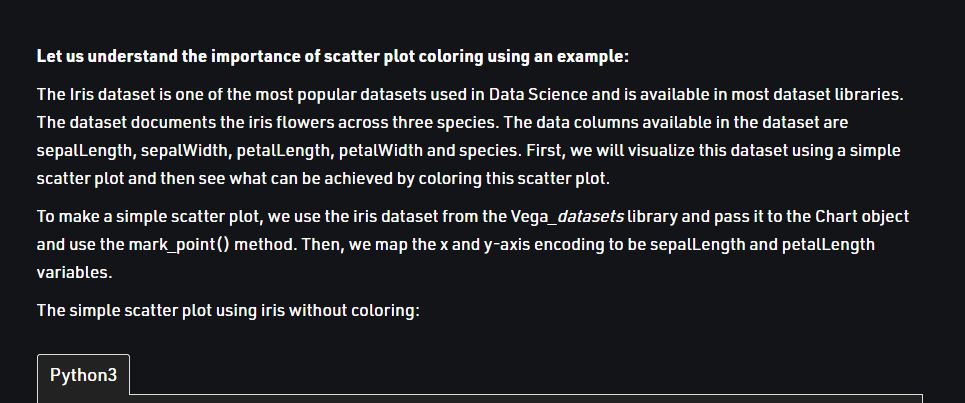 Let us understand the importance of scatter plot coloring using an example:
The Iris dataset is one of the most popular datasets used in Data Science and is available in most dataset libraries.
The dataset documents the iris flowers across three species. The data columns available in the dataset are
sepalLength, sepalWidth, petalLength, petalWidth and species. First, we will visualize this dataset using a simple
scatter plot and then see what can be achieved by coloring this scatter plot.
To make a simple scatter plot, we use the iris dataset from the Vega_datasets library and pass it to the Chart object
and use the mark_point() method. Then, we map the x and y-axis encoding to be sepalLength and petalLength
variables.
The simple scatter plot using iris without coloring:
Python3